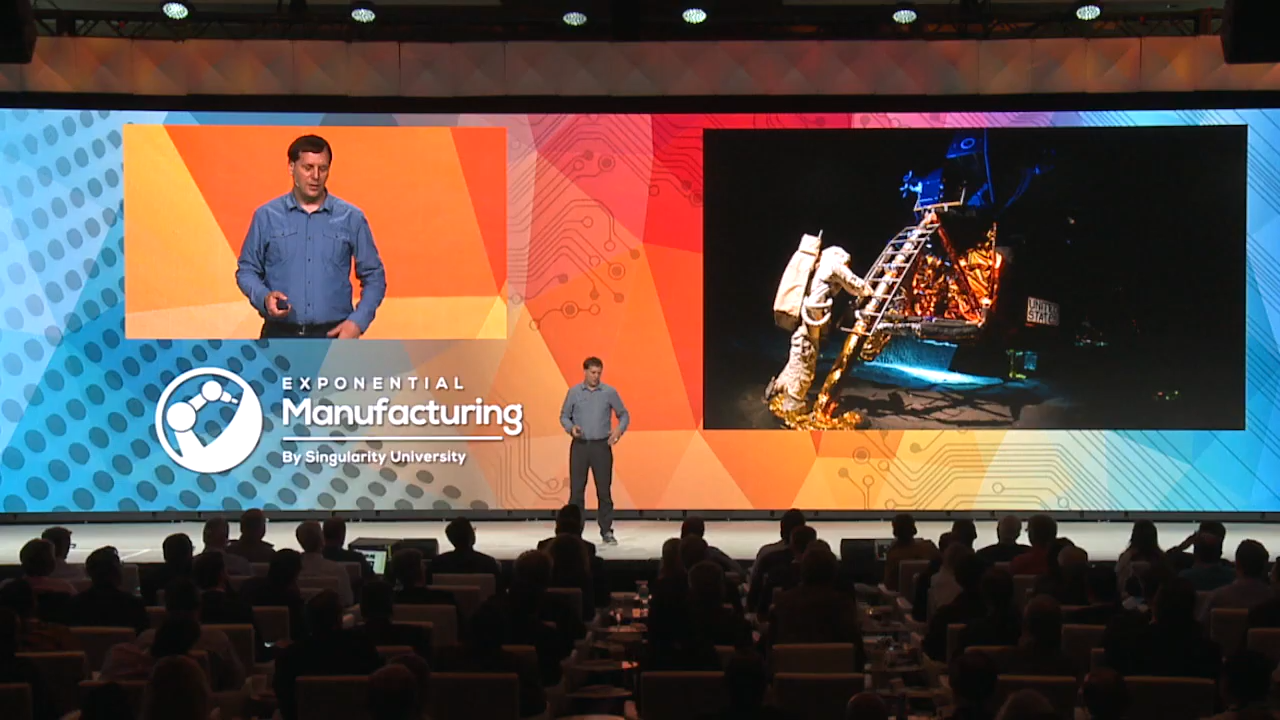 EXPONENTIAL
Manufacturing
By Singularity University
UNITED
STATES